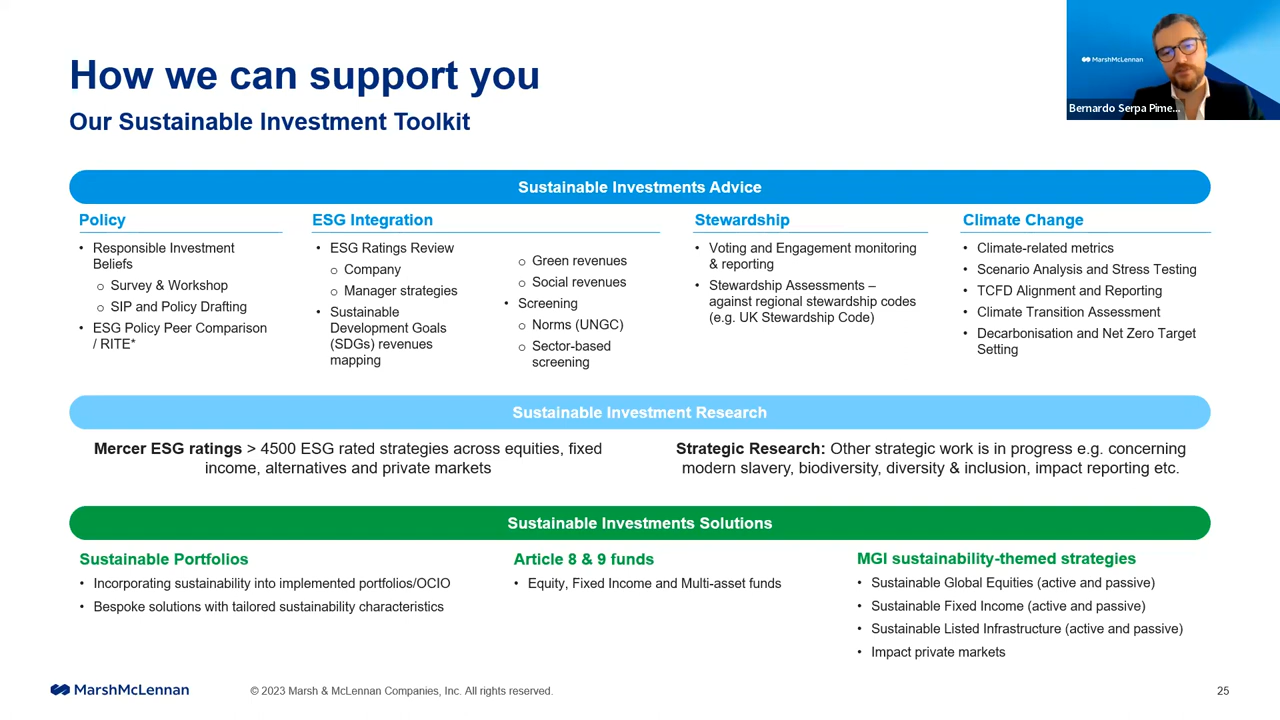 How we can support you
Our Sustainable Investment Toolkit
MarshMcLennan
Bernardo Serpa Pime...
Sustainable Investments Advice
Policy
• Responsible Investment
Beliefs
o Survey & Workshop
o SIP and Policy Drafting
• ESG Policy Peer Comparison
/ RITE*
ESG Integration
• ESG Ratings Review
o Company
o Manager strategies
• Sustainable
Development Goals
(SDGs) revenues
mapping
o Green revenues
o Social revenues
• Screening
o Norms (UNGC)
o Sector-based
screening
Stewardship
• Voting and Engagement monitoring
& reporting
• Stewardship Assessments –
against regional stewardship codes
(e.g. UK Stewardship Code)
Climate Change
• Climate-related metrics
• Scenario Analysis and Stress Testing
• TCFD Alignment and Reporting
• Climate Transition Assessment
• Decarbonisation and Net Zero Target
Setting
Sustainable Investment Research
Mercer ESG ratings > 4500 ESG rated strategies across equities, fixed
income, alternatives and private markets
Strategic Research: Other strategic work is in progress e.g. concerning
modern slavery, biodiversity, diversity & inclusion, impact reporting etc.
Sustainable Investments Solutions
Sustainable Portfolios
• Incorporating sustainability into implemented portfolios/OCIO
• Bespoke solutions with tailored sustainability characteristics
Article 8 & 9 funds
• Equity, Fixed Income and Multi-asset funds
MGI sustainability-themed strategies
• Sustainable Global Equities (active and passive)
• Sustainable Fixed Income (active and passive)
• Sustainable Listed Infrastructure (active and passive)
• Impact private markets
MarshMcLennan
© 2023 Marsh & McLennan Companies, Inc. All rights reserved.
25